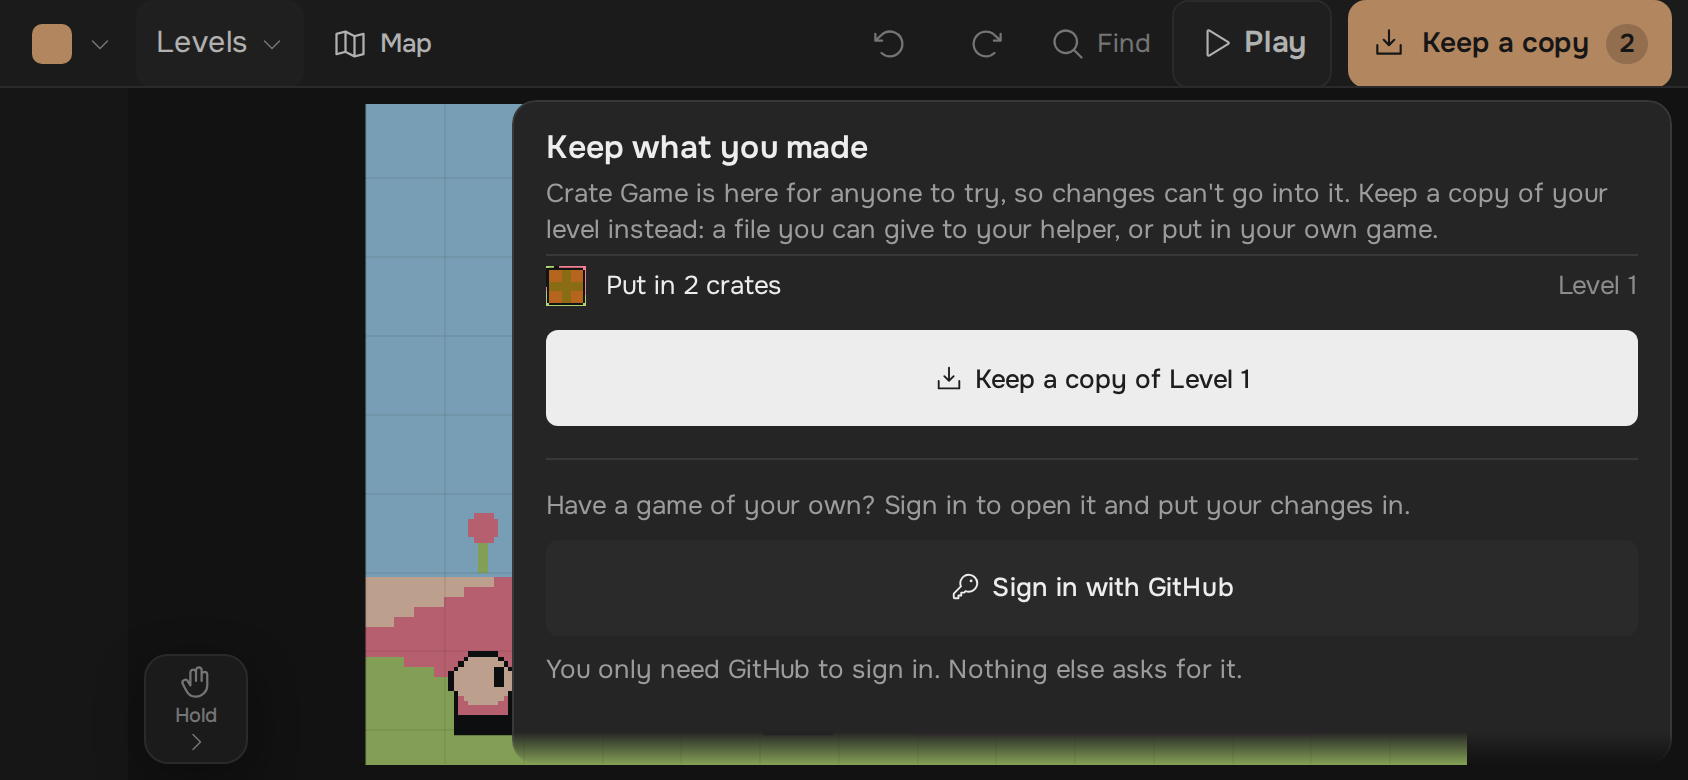 Levels
Map
Find
Play
Keep a copy 2
Keep what you made
Crate Game is here for anyone to try, so changes can't go into it. Keep a copy of your
level instead: a file you can give to your helper, or put in your own game.
Put in 2 crates
Level 1
Keep a copy of Level 1
Have a game of your own? Sign in to open it and put your changes in.
Sign in with GitHub
You only need GitHub to sign in. Nothing else asks for it.
Hold